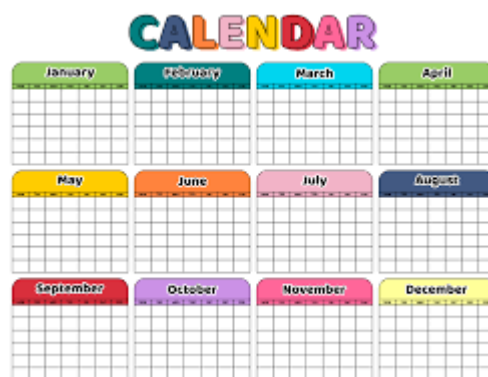 CALENDAR
January February March April
May June July August
September October November December